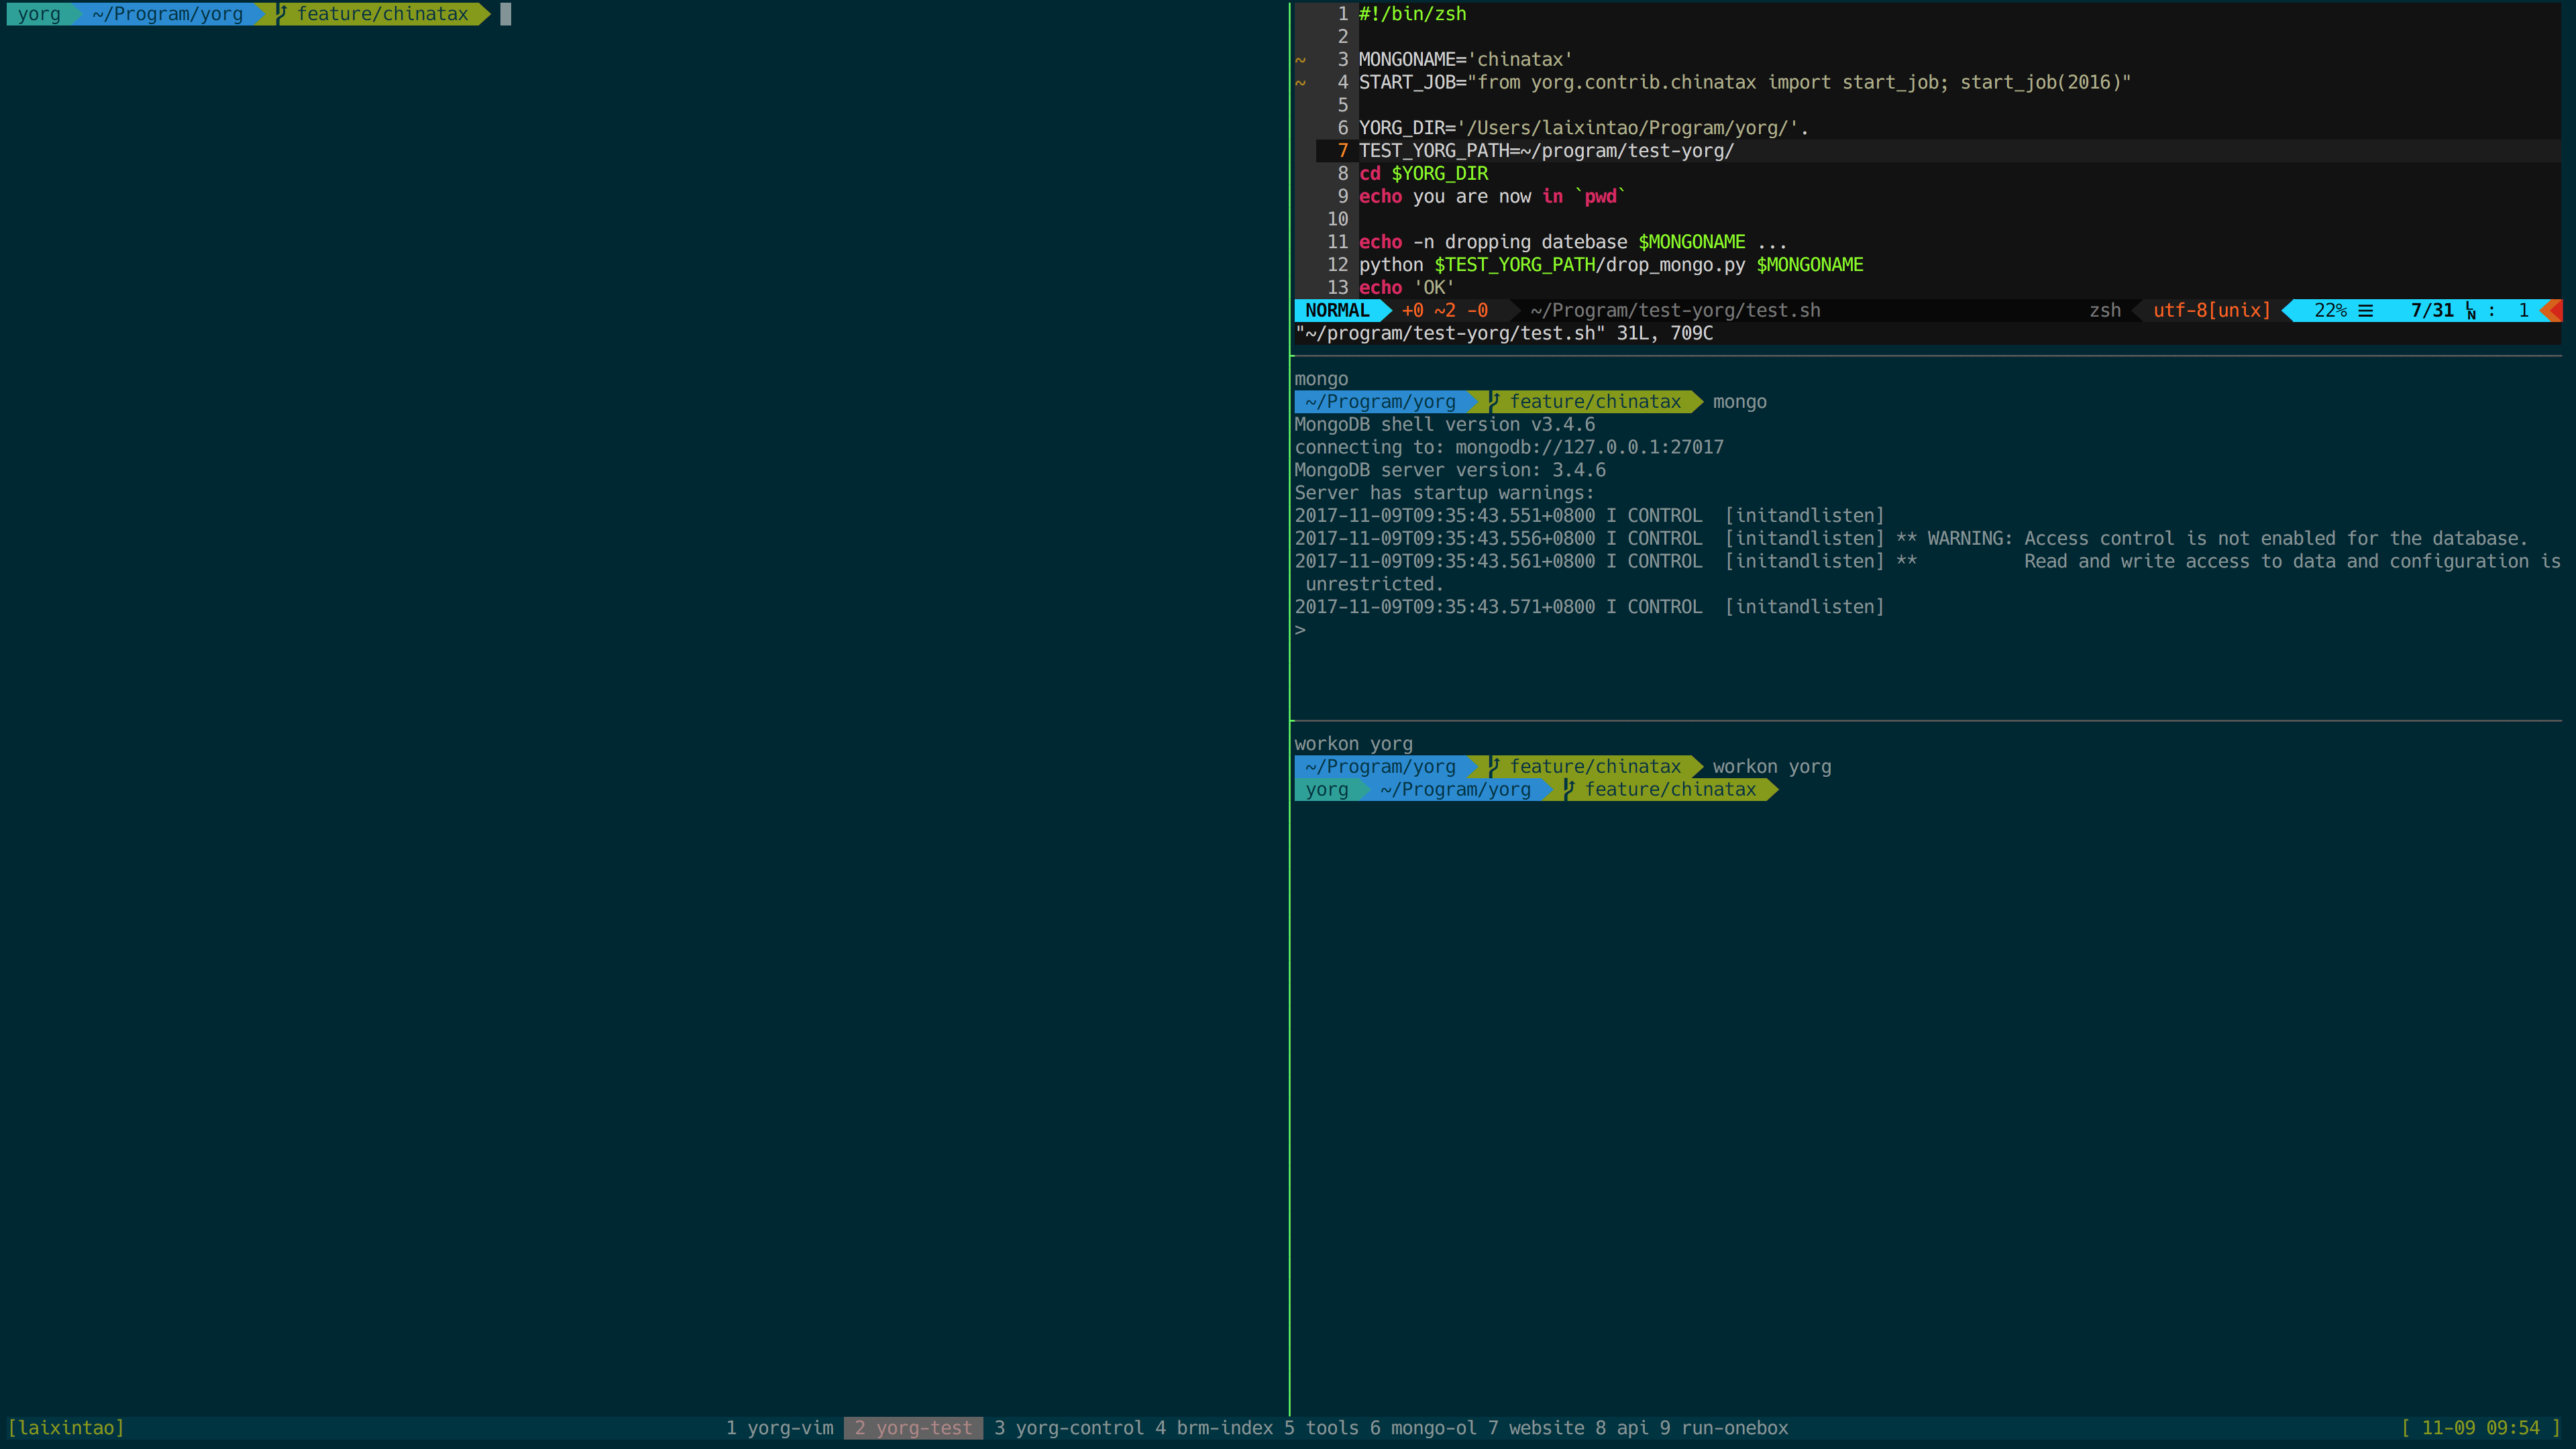 yorg ~/Program/yorg feature/chinatax
1 #!/bin/zsh
2
~ 3 MONGONAME='chinatax'
~ 4 START_JOB="from yorg.contrib.chinatax import start_job; start_job(2016)"
5
6 YORG_DIR='/Users/laixintao/Program/yorg/'.
7 TEST_YORG_PATH=~/program/test-yorg/
8 cd $YORG_DIR
9 echo you are now in `pwd`
10
11 echo -n dropping datebase $MONGONAME ...
12 python $TEST_YORG_PATH/drop_mongo.py $MONGONAME
13 echo 'OK'
NORMAL +0 ~2 -0 ~/Program/test-yorg/test.sh zsh utf-8[unix] 22% ☰ 7/31 LN : 1
"~/program/test-yorg/test.sh" 31L, 709C
mongo
~/Program/yorg feature/chinatax mongo
MongoDB shell version v3.4.6
connecting to: mongodb://127.0.0.1:27017
MongoDB server version: 3.4.6
Server has startup warnings:
2017-11-09T09:35:43.551+0800 I CONTROL  [initandlisten]
2017-11-09T09:35:43.556+0800 I CONTROL  [initandlisten] ** WARNING: Access control is not enabled for the database.
2017-11-09T09:35:43.561+0800 I CONTROL  [initandlisten] **          Read and write access to data and configuration is
unrestricted.
2017-11-09T09:35:43.571+0800 I CONTROL  [initandlisten]
>
workon yorg
~/Program/yorg feature/chinatax workon yorg
yorg ~/Program/yorg feature/chinatax
[laixintao] 1 yorg-vim 2 yorg-test 3 yorg-control 4 brm-index 5 tools 6 mongo-ol 7 website 8 api 9 run-onebox [ 11-09 09:54 ]